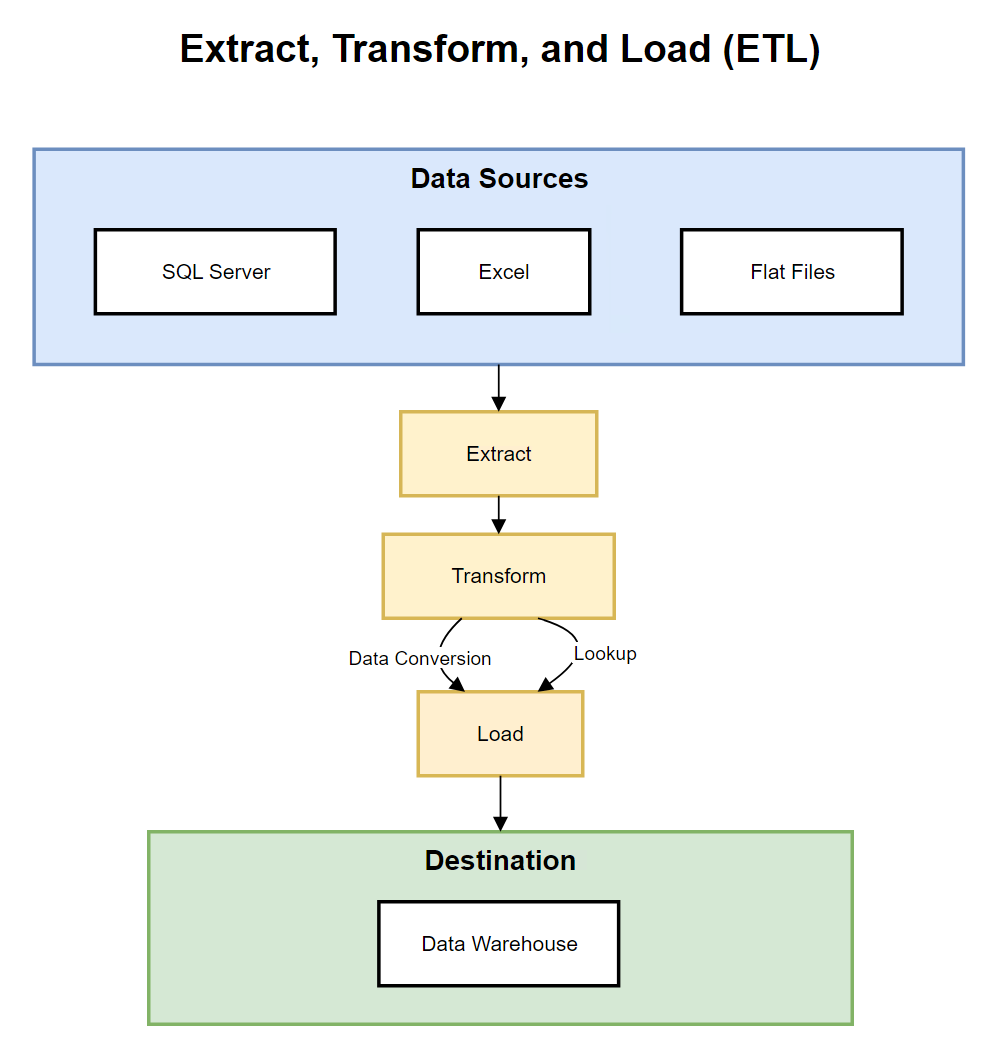 Extract, Transform, and Load (ETL)
Data Sources
SQL Server
Excel
Flat Files
Extract
Transform
Data Conversion
Lookup
Load
Destination
Data Warehouse